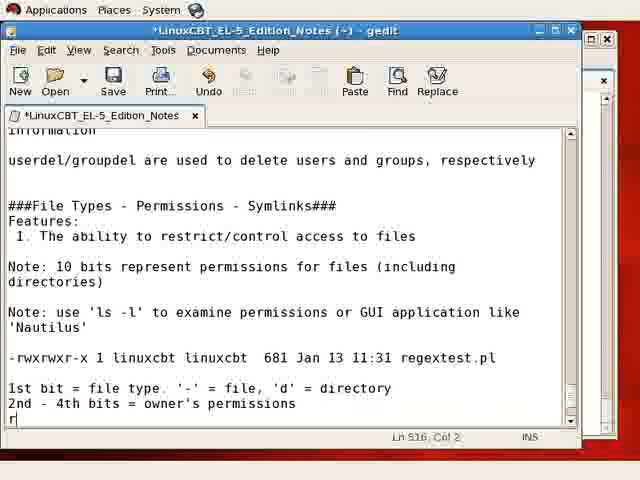 Applications Places System
*LinuxCBT_EL-5_Edition_Notes (~) - gedit
File Edit View Search Tools Documents Help
New Open Save Print... Undo Paste Find Replace
*LinuxCBT_EL-5_Edition_Notes
information
userdel/groupdel are used to delete users and groups, respectively
###File Types - Permissions - Symlinks###
Features:
1. The ability to restrict/control access to files
Note: 10 bits represent permissions for files (including
directories)
Note: use 'ls -l' to examine permissions or GUI application like
'Nautilus'
-rwxrwxr-x 1 linuxcbt linuxcbt 681 Jan 13 11:31 regextest.pl
1st bit = file type. '-' = file, 'd' = directory
2nd - 4th bits = owner's permissions
r
Ln 516, Col 2 INS